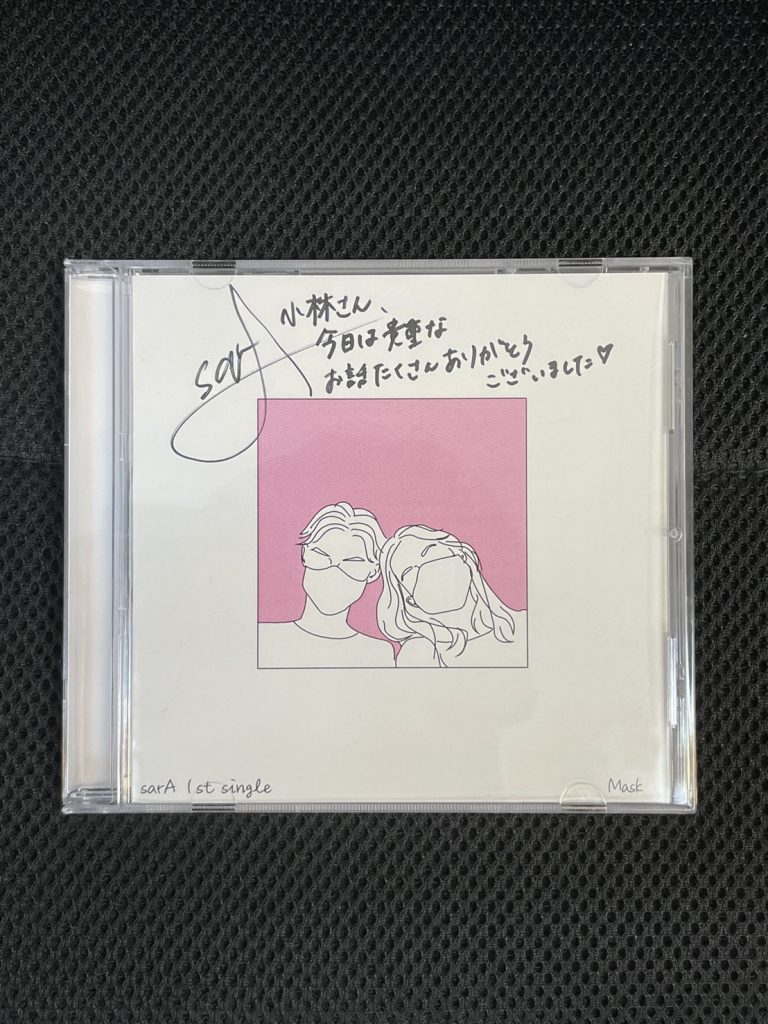 小林さん、
今日は貴重な
お話たくさんありがとう
ございました♡
sarA
sarA 1st single
Mask